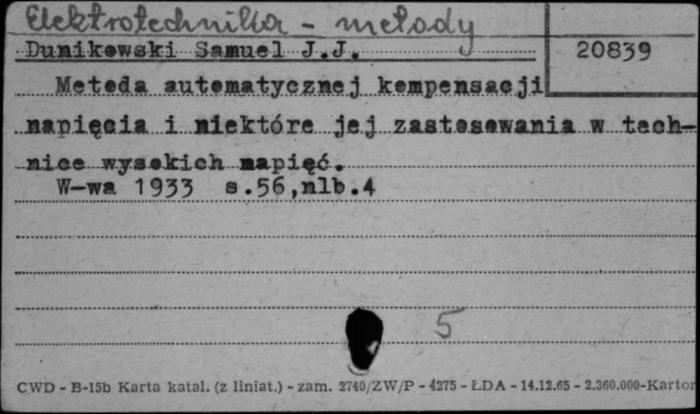 Elektrotechnika - metody
Dunikowski Samuel J.J. 20839
Metoda automatycznej kompensacji
napięcia i niektóre jej zastosowania w tech-
nice wysokich napięć.
W-wa 1933 s.56,nlb.4
5
CWD - B-15b Karta katal. (z liniat.) - zam. 2740/ZW/P - 4275 - ŁDA - 14.12.65 - 2.360.000-Karton